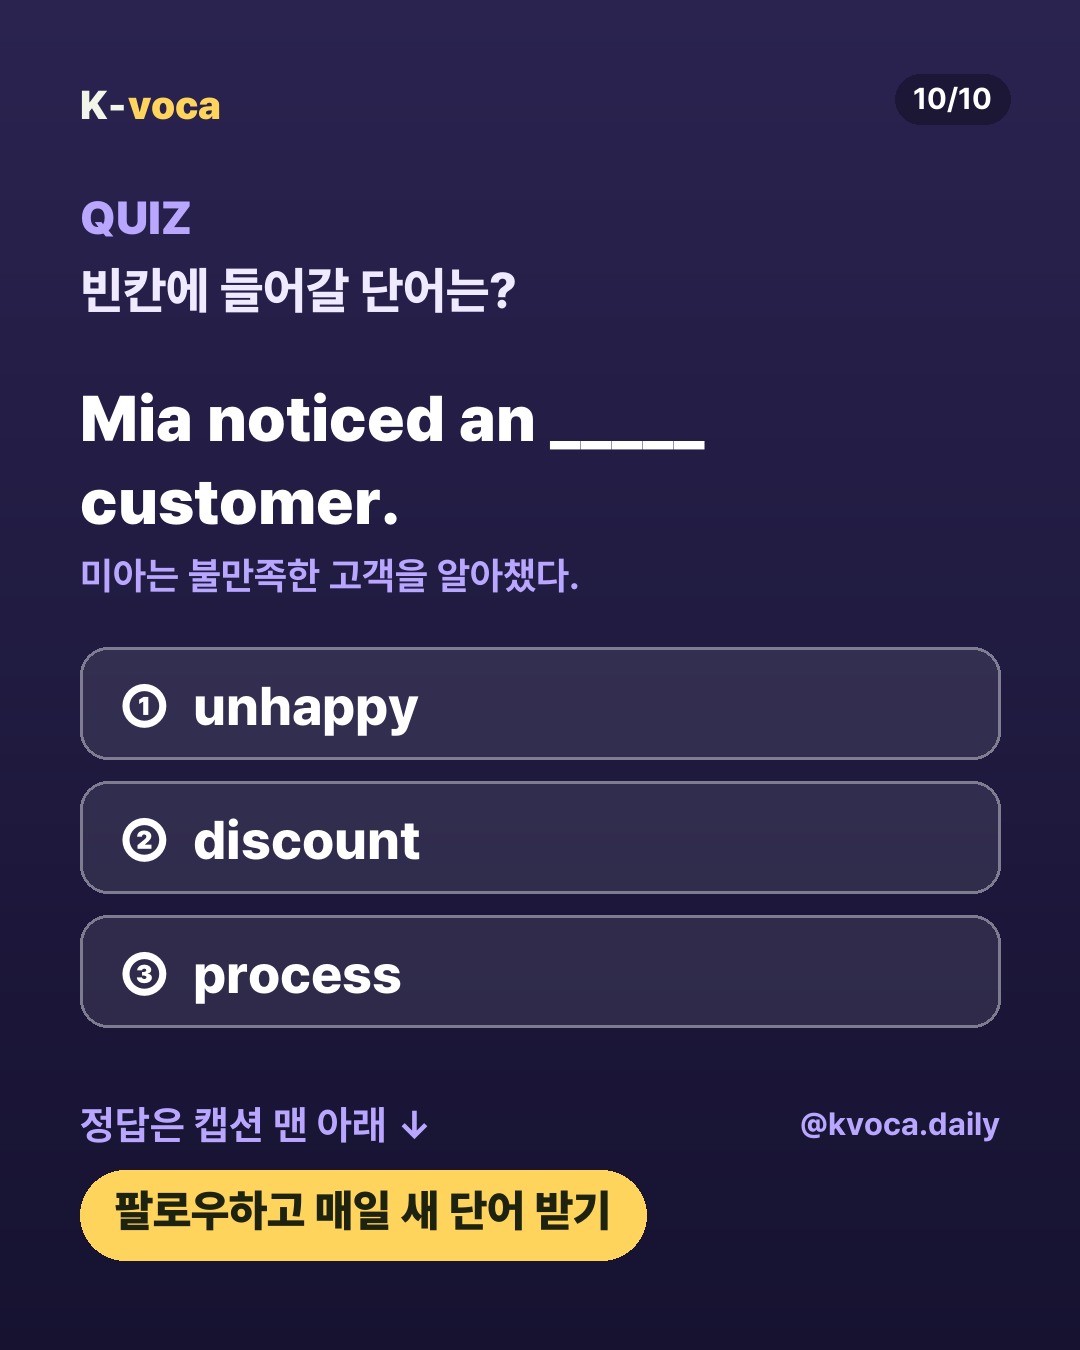 K-voca
10/10
QUIZ
빈칸에 들어갈 단어는?
Mia noticed an _____
customer.
미아는 불만족한 고객을 알아챘다.
① unhappy
② discount
③ process
정답은 캡션 맨 아래 ↓
@kvoca.daily
팔로우하고 매일 새 단어 받기